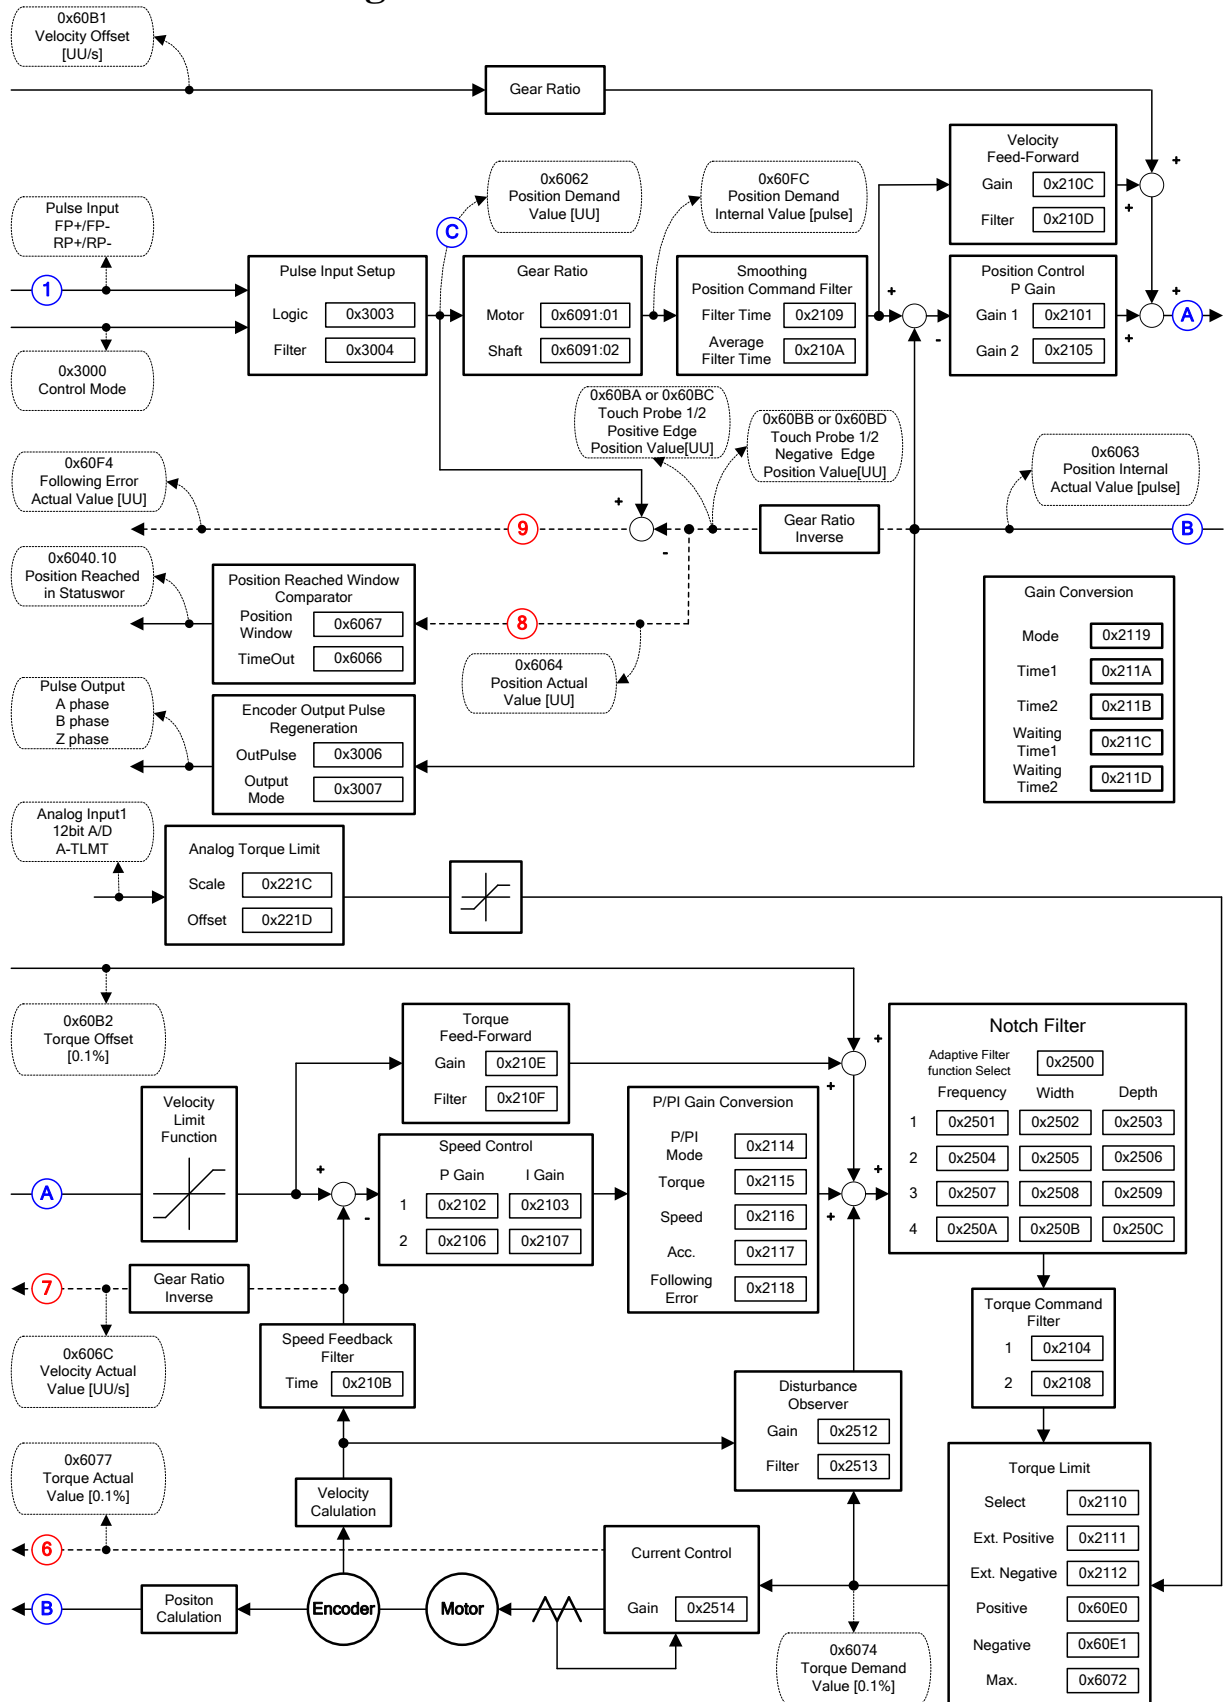 0x60B1
Velocity Offset
[UU/s]
Gear Ratio
Velocity
Feed-Forward
Gain 0x210C
Filter 0x210D
+
+
0x6062
Position Demand
Value [UU]
0x60FC
Position Demand
Internal Value [pulse]
Pulse Input
FP+/FP-
RP+/RP-
C
1
Pulse Input Setup
Logic 0x3003
Filter 0x3004
Gear Ratio
Motor 0x6091:01
Shaft 0x6091:02
Smoothing
Position Command Filter
Filter Time 0x2109
Average
Filter Time 0x210A
+
-
Position Control
P Gain
Gain 1 0x2101
Gain 2 0x2105
+
+
A
0x3000
Control Mode
0x60BA or 0x60BC
Touch Probe 1/2
Positive Edge
Position Value[UU]
0x60BB or 0x60BD
Touch Probe 1/2
Negative Edge
Position Value[UU]
0x6063
Position Internal
Actual Value [pulse]
0x60F4
Following Error
Actual Value [UU]
+
-
9
Gear Ratio
Inverse
B
0x6040.10
Position Reached
in Statuswor
Position Reached Window
Comparator
Position
Window 0x6067
TimeOut 0x6066
8
0x6064
Position Actual
Value [UU]
Gain Conversion
Mode 0x2119
Time1 0x211A
Time2 0x211B
Waiting
Time1 0x211C
Waiting
Time2 0x211D
Pulse Output
A phase
B phase
Z phase
Encoder Output Pulse
Regeneration
OutPulse 0x3006
Output
Mode 0x3007
Analog Input1
12bit A/D
A-TLMT
Analog Torque Limit
Scale 0x221C
Offset 0x221D
0x60B2
Torque Offset
[0.1%]
Torque
Feed-Forward
Gain 0x210E
Filter 0x210F
+
+
Notch Filter
Adaptive Filter
function Select 0x2500
Frequency Width Depth
1 0x2501 0x2502 0x2503
2 0x2504 0x2505 0x2506
3 0x2507 0x2508 0x2509
4 0x250A 0x250B 0x250C
Velocity
Limit
Function
A
+
-
Speed Control
P Gain I Gain
1 0x2102 0x2103
2 0x2106 0x2107
P/PI Gain Conversion
P/PI
Mode 0x2114
Torque 0x2115
Speed 0x2116
Acc. 0x2117
Following
Error 0x2118
+
+
7
Gear Ratio
Inverse
0x606C
Velocity Actual
Value [UU/s]
Speed Feedback
Filter
Time 0x210B
Torque Command
Filter
1 0x2104
2 0x2108
Disturbance
Observer
Gain 0x2512
Filter 0x2513
0x6077
Torque Actual
Value [0.1%]
Velocity
Calulation
6
Torque Limit
Select 0x2110
Ext. Positive 0x2111
Ext. Negative 0x2112
Positive 0x60E0
Negative 0x60E1
Max. 0x6072
Current Control
Gain 0x2514
B
Positon
Calulation
Encoder
Motor
0x6074
Torque Demand
Value [0.1%]